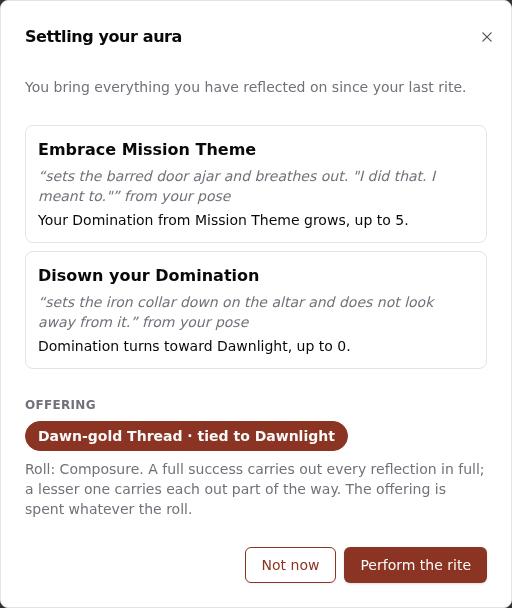 Settling your aura
You bring everything you have reflected on since your last rite.
Embrace Mission Theme
“sets the barred door ajar and breathes out. "I did that. I
meant to."” from your pose
Your Domination from Mission Theme grows, up to 5.
Disown your Domination
“sets the iron collar down on the altar and does not look
away from it.” from your pose
Domination turns toward Dawnlight, up to 0.
OFFERING
Dawn-gold Thread · tied to Dawnlight
Roll: Composure. A full success carries out every reflection in full;
a lesser one carries each out part of the way. The offering is
spent whatever the roll.
Not now
Perform the rite